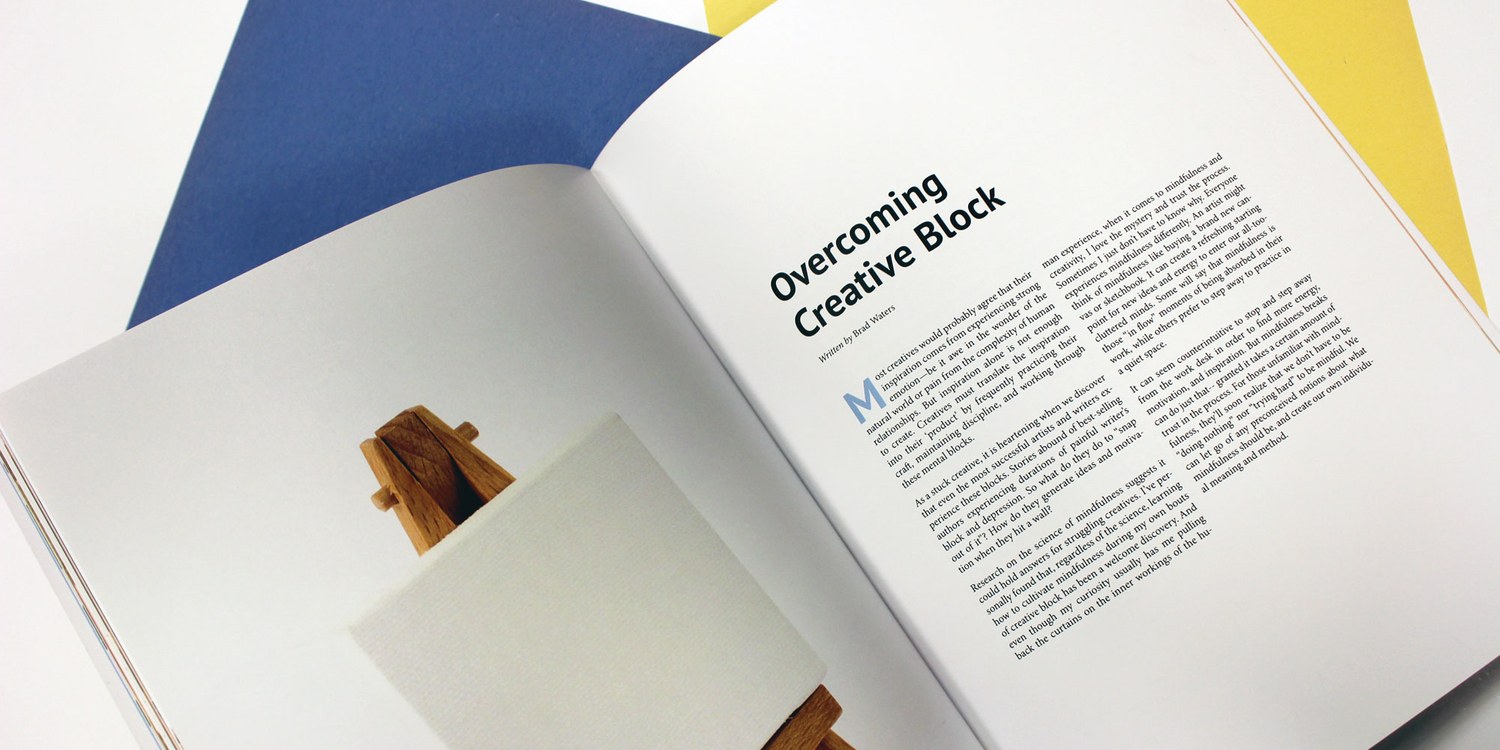 Overcoming
Creative Block
Written by Brad Waters
Most creatives would probably agree that their
inspiration comes from experiencing strong
emotion—be it awe in the wonder of the
natural world or pain from the complexity of human
relationships. But inspiration alone is not enough
to create. Creatives must translate the inspiration
into their 'product' by frequently practicing their
craft, maintaining discipline, and working through
these mental blocks.
As a stuck creative, it is heartening when we discover
that even the most successful artists and writers ex-
perience these blocks. Stories abound of best-selling
authors experiencing durations of painful writer's
block and depression. So what do they do to "snap
out of it"? How do they generate ideas and motiva-
tion when they hit a wall?
Research on the science of mindfulness suggests it
could hold answers for struggling creatives. I've per-
sonally found that, regardless of the science, learning
how to cultivate mindfulness during my own bouts
of creative block has been a welcome discovery. And
even though my curiosity usually has me pulling
back the curtains on the inner workings of the hu-
man experience, when it comes to mindfulness and
creativity, I love the mystery and trust the process.
Sometimes I just don't have to know why. Everyone
experiences mindfulness differently. An artist might
think of mindfulness like buying a brand new can-
vas or sketchbook. It can create a refreshing starting
point for new ideas and energy to enter our all-too-
cluttered minds. Some will say that mindfulness is
those "in flow" moments of being absorbed in their
work, while others prefer to step away to practice in
a quiet space.
It can seem counterintuitive to stop and step away
from the work desk in order to find more energy,
motivation, and inspiration. But mindfulness breaks
can do just that-- granted it takes a certain amount of
trust in the process. For those unfamiliar with mind-
fulness, they'll soon realize that we don't have to be
"doing nothing" nor "trying hard" to be mindful. We
can let go of any preconceived notions about what
mindfulness should be, and create our own individu-
al meaning and method.